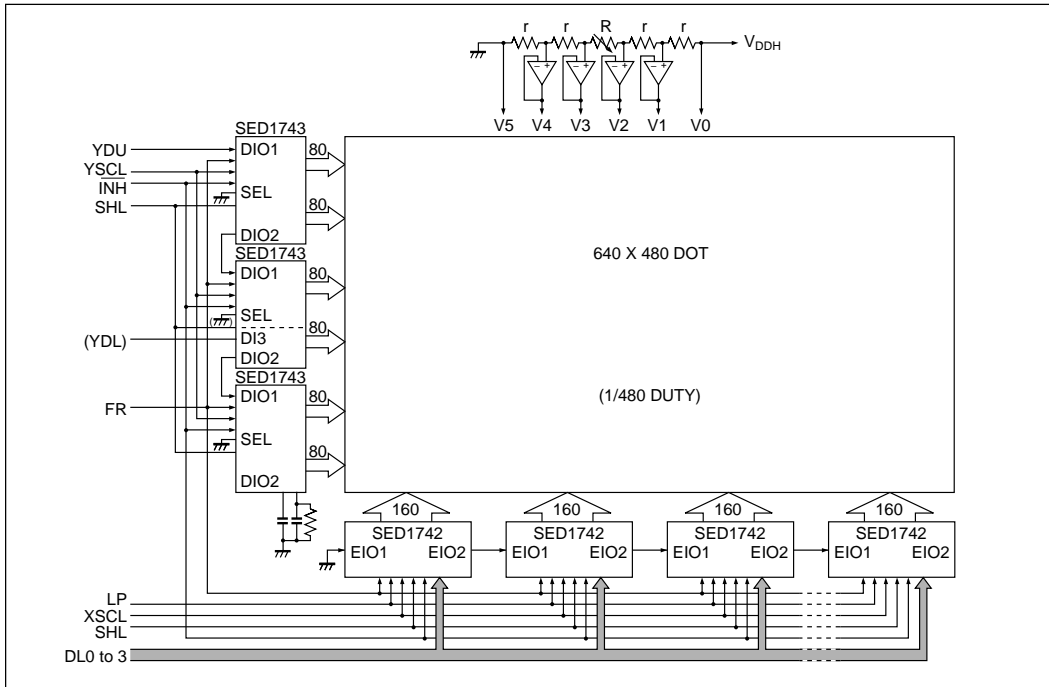 r r R r r
VDDH
− + − + − + − +
V5 V4 V3 V2 V1 V0
SED1743
YDU
YSCL
INH
SHL
DIO1
SEL
DIO2
80
80
SED1743
DIO1
SEL
( )
DI3
DIO2
80
80
(YDL)
SED1743
DIO1
SEL
DIO2
80
80
FR
640 X 480 DOT
(1/480 DUTY)
160 160 160 160
SED1742 SED1742 SED1742 SED1742
EIO1 EIO2 EIO1 EIO2 EIO1 EIO2 EIO1 EIO2
LP
XSCL
SHL
DL0 to 3